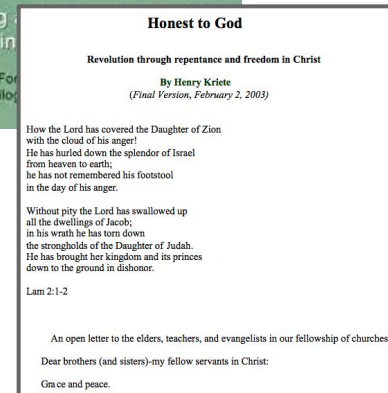 Honest to God
Revolution through repentance and freedom in Christ
By Henry Kriete
(Final Version, February 2, 2003)
How the Lord has covered the Daughter of Zion
with the cloud of his anger!
He has hurled down the splendor of Israel
from heaven to earth;
he has not remembered his footstool
in the day of his anger.
Without pity the Lord has swallowed up
all the dwellings of Jacob;
in his wrath he has torn down
the strongholds of the Daughter of Judah.
He has brought her kingdom and its princes
down to the ground in dishonor.
Lam 2:1-2
An open letter to the elders, teachers, and evangelists in our fellowship of churches
Dear brothers (and sisters)-my fellow servants in Christ:
Gra ce and peace.